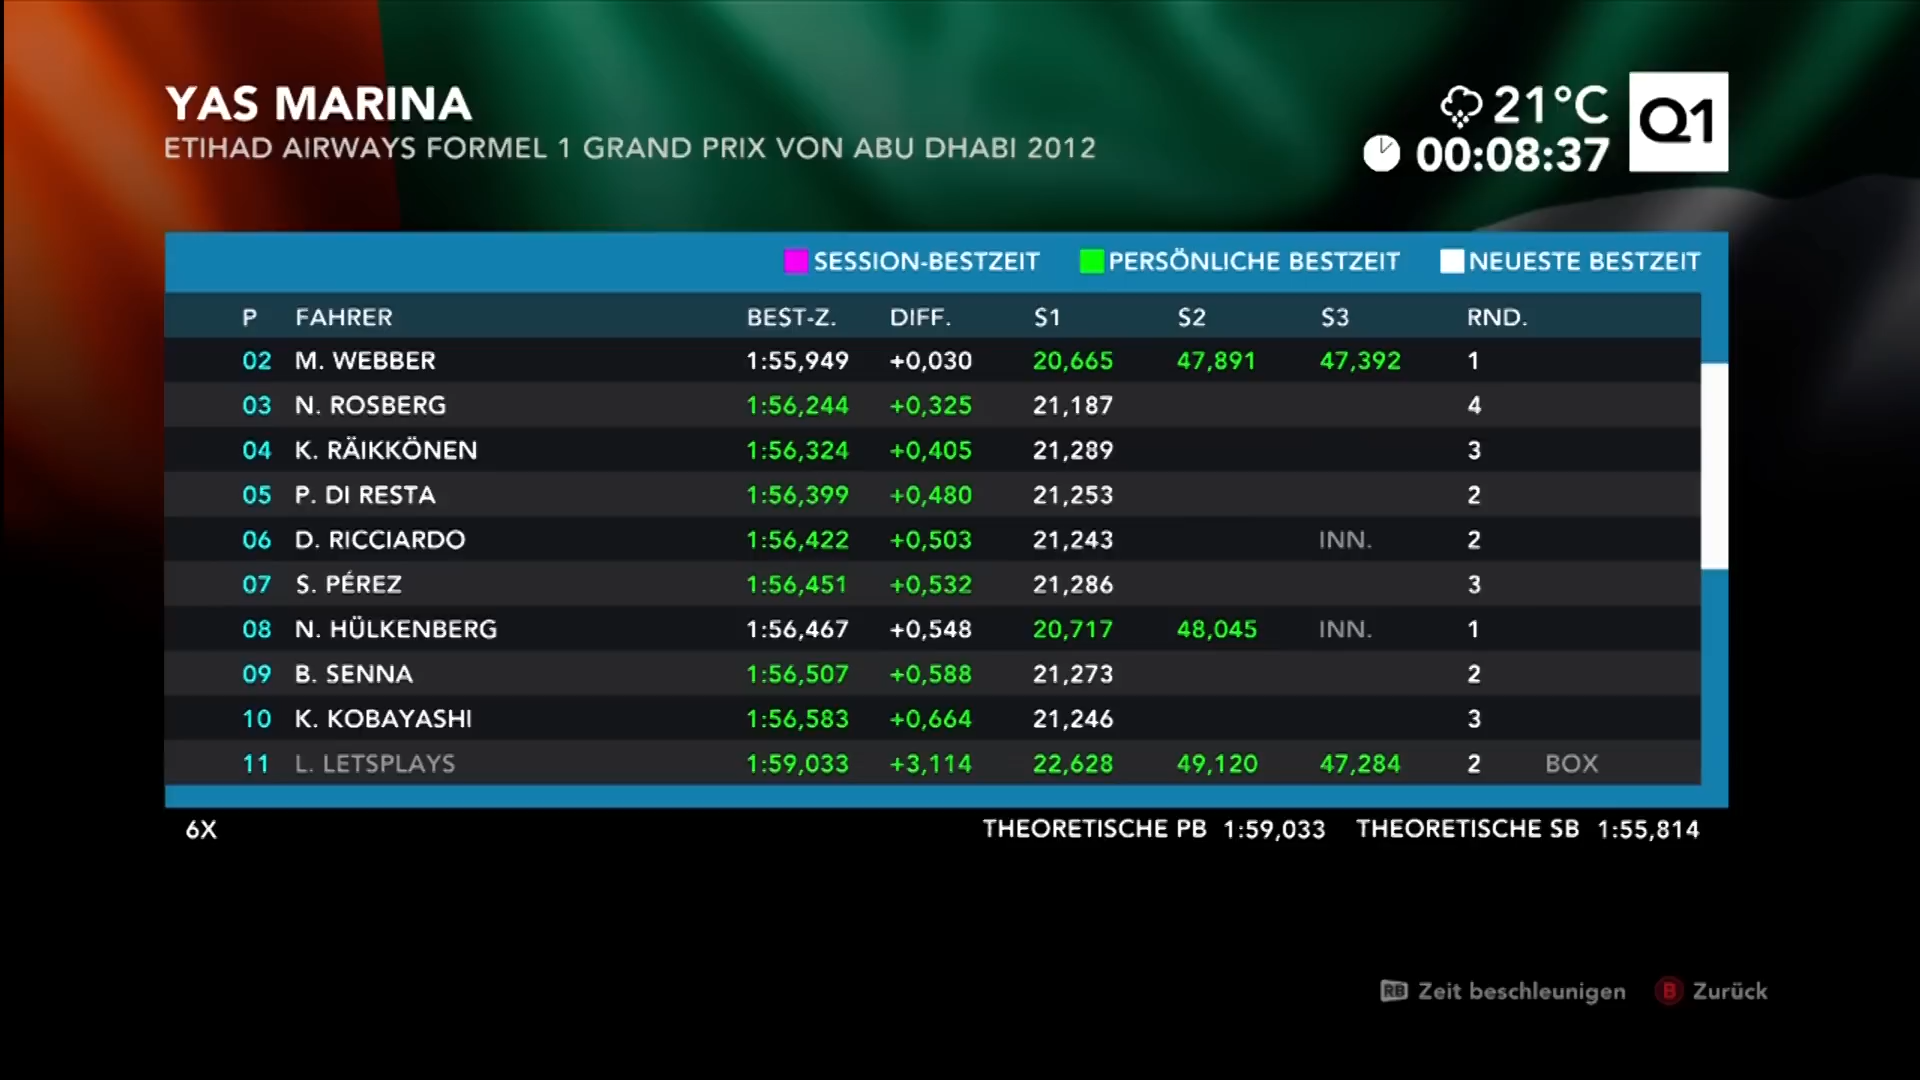 YAS MARINA
ETIHAD AIRWAYS FORMEL 1 GRAND PRIX VON ABU DHABI 2012
21°C
00:08:37
Q1
SESSION-BESTZEIT PERSÖNLICHE BESTZEIT NEUESTE BESTZEIT
P FAHRER BEST-Z. DIFF. S1 S2 S3 RND.
02 M. WEBBER 1:55,949 +0,030 20,665 47,891 47,392 1
03 N. ROSBERG 1:56,244 +0,325 21,187 4
04 K. RÄIKKÖNEN 1:56,324 +0,405 21,289 3
05 P. DI RESTA 1:56,399 +0,480 21,253 2
06 D. RICCIARDO 1:56,422 +0,503 21,243 INN. 2
07 S. PÉREZ 1:56,451 +0,532 21,286 3
08 N. HÜLKENBERG 1:56,467 +0,548 20,717 48,045 INN. 1
09 B. SENNA 1:56,507 +0,588 21,273 2
10 K. KOBAYASHI 1:56,583 +0,664 21,246 3
11 L. LETSPLAYS 1:59,033 +3,114 22,628 49,120 47,284 2 BOX
6X THEORETISCHE PB 1:59,033 THEORETISCHE SB 1:55,814
RB Zeit beschleunigen B Zurück